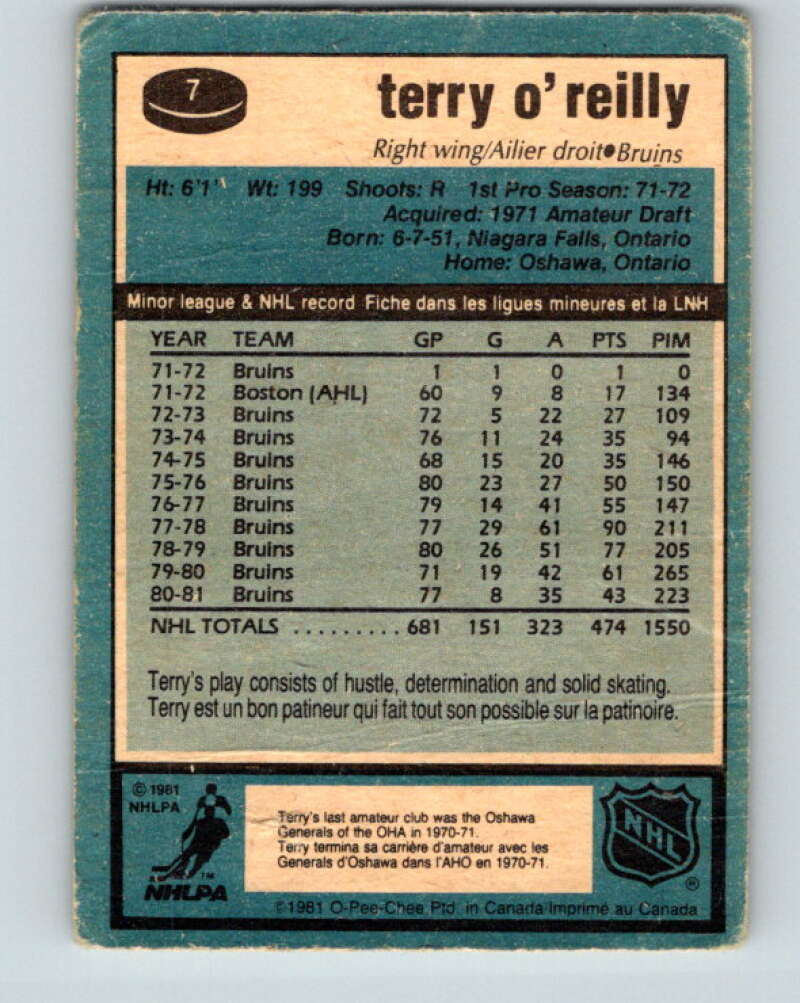 7
terry o'reilly
Right wing/Ailier droit●Bruins
Ht: 6'1" Wt: 199 Shoots: R 1st Pro Season: 71-72
Acquired: 1971 Amateur Draft
Born: 6-7-51, Niagara Falls, Ontario
Home: Oshawa, Ontario
Minor league & NHL record Fiche dans les ligues mineures et la LNH
YEAR TEAM GP G A PTS PIM
71-72 Bruins 1 1 0 1 0
71-72 Boston (AHL) 60 9 8 17 134
72-73 Bruins 72 5 22 27 109
73-74 Bruins 76 11 24 35 94
74-75 Bruins 68 15 20 35 146
75-76 Bruins 80 23 27 50 150
76-77 Bruins 79 14 41 55 147
77-78 Bruins 77 29 61 90 211
78-79 Bruins 80 26 51 77 205
79-80 Bruins 71 19 42 61 265
80-81 Bruins 77 8 35 43 223
NHL TOTALS ......... 681 151 323 474 1550
Terry's play consists of hustle, determination and solid skating.
Terry est un bon patineur qui fait tout son possible sur la patinoire.
© 1981
NHLPA
TM
NHLPA
Terry's last amateur club was the Oshawa
Generals of the OHA in 1970-71.
Terry termina sa carrière d'amateur avec les
Generals d'Oshawa dans l'AHO en 1970-71.
NHL
®
© 1981 O-Pee-Chee Ptd. in Canada/Imprimé au Canada